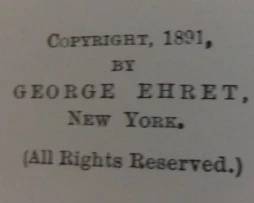 COPYRIGHT, 1891,
BY
GEORGE EHRET,
NEW YORK.
(All Rights Reserved.)